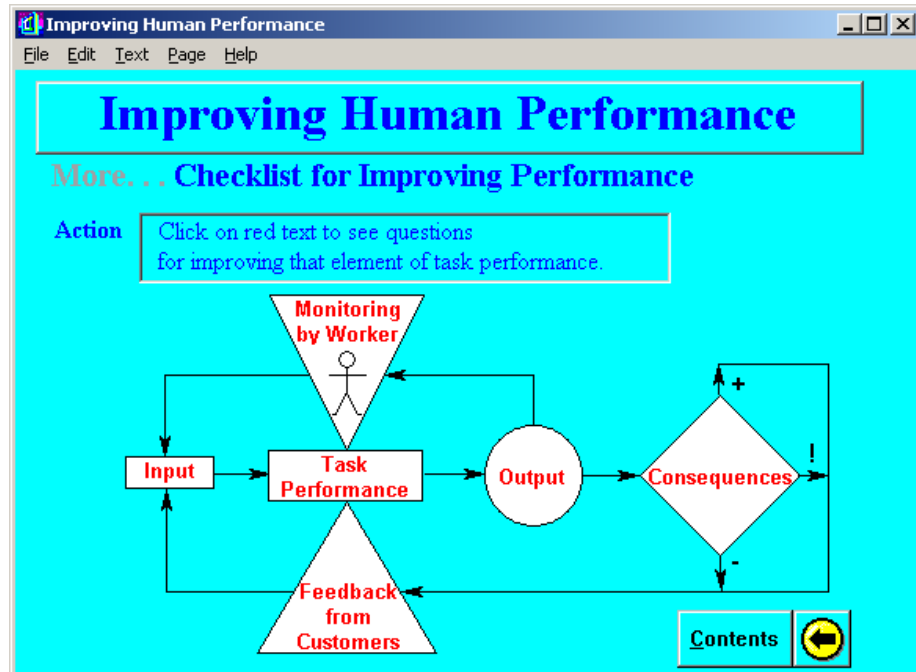 Improving Human Performance
File Edit Text Page Help
Improving Human Performance
More. . . Checklist for Improving Performance
Action
Click on red text to see questions
for improving that element of task performance.
Monitoring
by Worker
+
!
Input
Task
Performance
Output
Consequences
-
Feedback
from
Customers
Contents